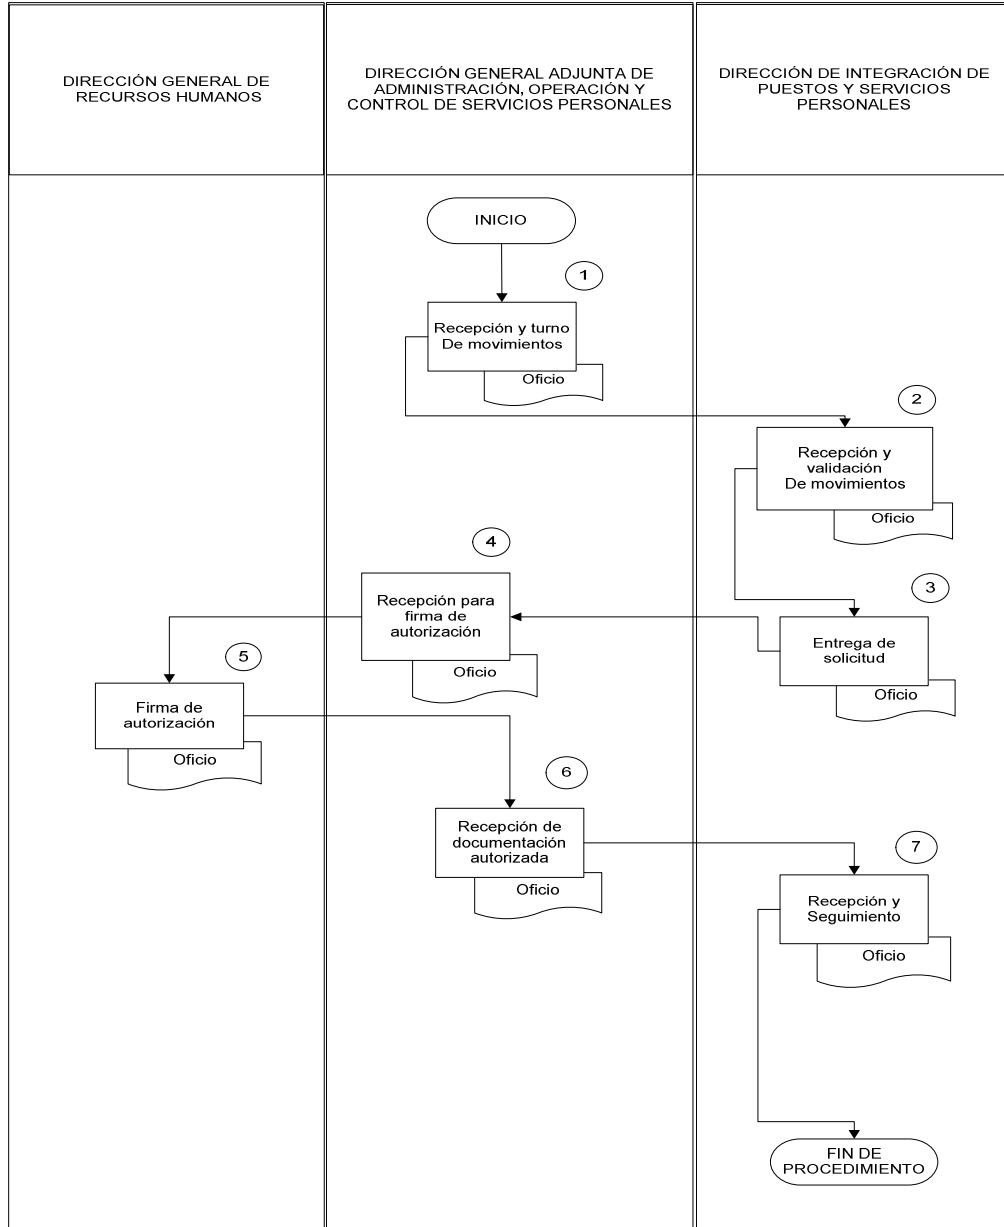 DIRECCIÓN GENERAL DE
RECURSOS HUMANOS
DIRECCIÓN GENERAL ADJUNTA DE
ADMINISTRACIÓN, OPERACIÓN Y
CONTROL DE SERVICIOS PERSONALES
DIRECCIÓN DE INTEGRACIÓN DE
PUESTOS Y SERVICIOS
PERSONALES
INICIO
1
Recepción y turno
De movimientos
Oficio
2
Recepción y
validación
De movimientos
Oficio
3
Entrega de
solicitud
Oficio
4
Recepción para
firma de
autorización
Oficio
5
Firma de
autorización
Oficio
6
Recepción de
documentación
autorizada
Oficio
7
Recepción y
Seguimiento
Oficio
FIN DE
PROCEDIMIENTO